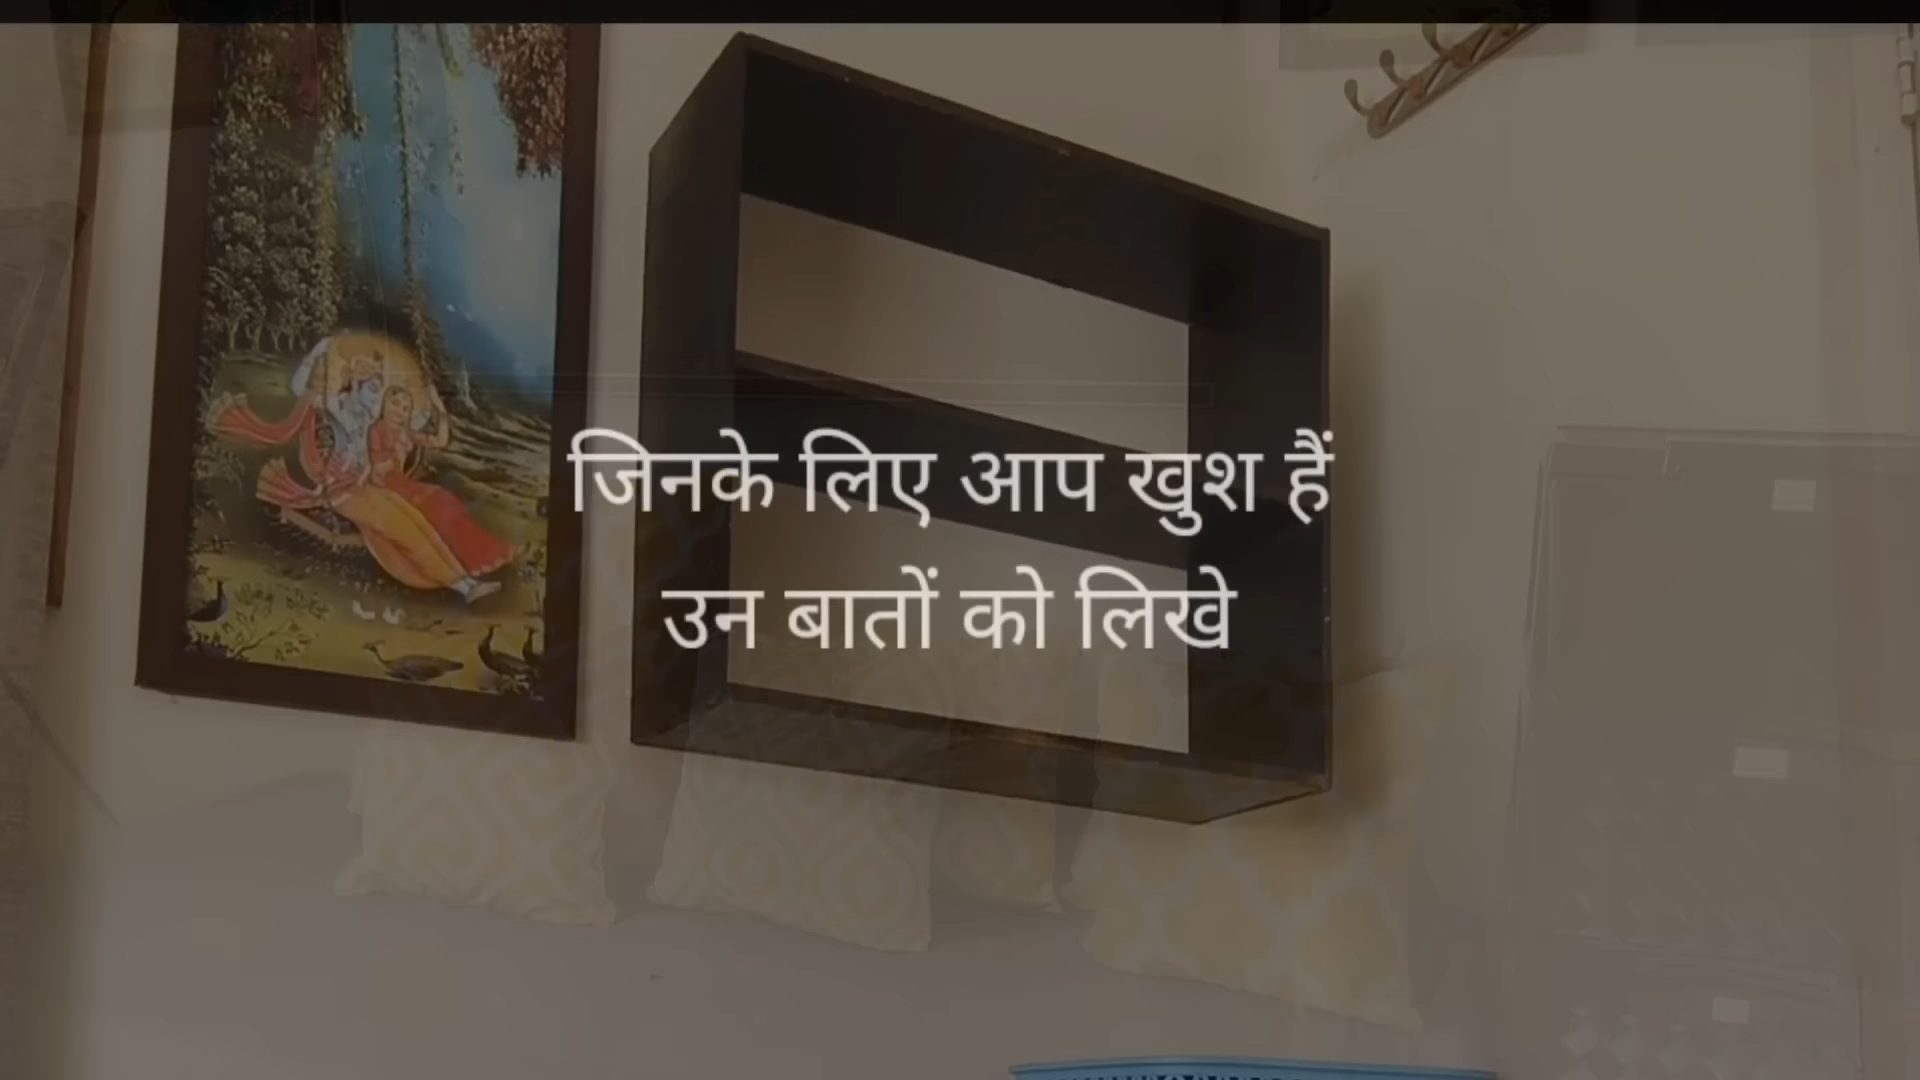 जिनके लिए आप खुश हैं
उन बातों को लिखे